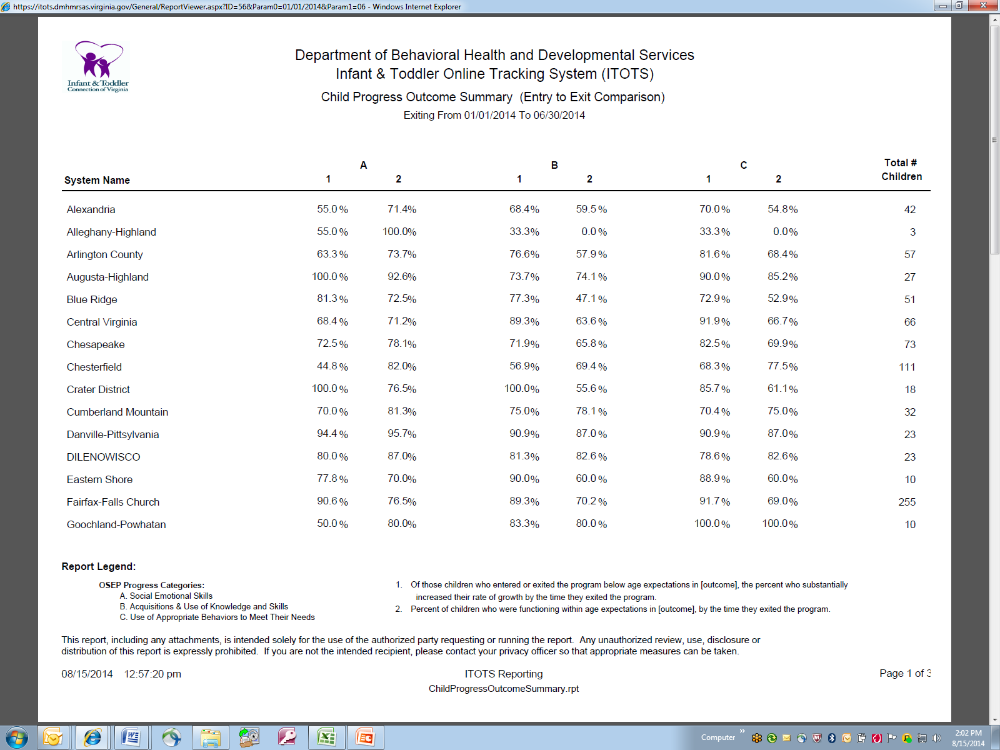 https://itots.dmhmrsas.virginia.gov/General/ReportViewer.aspx?ID=56&Param0=01/01/2014&Param1=06 - Windows Internet Explorer
Infant & Toddler
Connection of Virginia
Department of Behavioral Health and Developmental Services
Infant & Toddler Online Tracking System (ITOTS)
Child Progress Outcome Summary (Entry to Exit Comparison)
Exiting From 01/01/2014 To 06/30/2014
A B C Total #
System Name 1 2 1 2 1 2 Children
Alexandria 55.0% 71.4% 68.4% 59.5% 70.0% 54.8% 42
Alleghany-Highland 55.0% 100.0% 33.3% 0.0% 33.3% 0.0% 3
Arlington County 63.3% 73.7% 76.6% 57.9% 81.6% 68.4% 57
Augusta-Highland 100.0% 92.6% 73.7% 74.1% 90.0% 85.2% 27
Blue Ridge 81.3% 72.5% 77.3% 47.1% 72.9% 52.9% 51
Central Virginia 68.4% 71.2% 89.3% 63.6% 91.9% 66.7% 66
Chesapeake 72.5% 78.1% 71.9% 65.8% 82.5% 69.9% 73
Chesterfield 44.8% 82.0% 56.9% 69.4% 68.3% 77.5% 111
Crater District 100.0% 76.5% 100.0% 55.6% 85.7% 61.1% 18
Cumberland Mountain 70.0% 81.3% 75.0% 78.1% 70.4% 75.0% 32
Danville-Pittsylvania 94.4% 95.7% 90.9% 87.0% 90.9% 87.0% 23
DILENOWISCO 80.0% 87.0% 81.3% 82.6% 78.6% 82.6% 23
Eastern Shore 77.8% 70.0% 90.0% 60.0% 88.9% 60.0% 10
Fairfax-Falls Church 90.6% 76.5% 89.3% 70.2% 91.7% 69.0% 255
Goochland-Powhatan 50.0% 80.0% 83.3% 80.0% 100.0% 100.0% 10
Report Legend:
OSEP Progress Categories:
A. Social Emotional Skills
B. Acquisitions & Use of Knowledge and Skills
C. Use of Appropriate Behaviors to Meet Their Needs
1. Of those children who entered or exited the program below age expectations in [outcome], the percent who substantially
increased their rate of growth by the time they exited the program.
2. Percent of children who were functioning within age expectations in [outcome], by the time they exited the program.
This report, including any attachments, is intended solely for the use of the authorized party requesting or running the report. Any unauthorized review, use, disclosure or
distribution of this report is expressly prohibited. If you are not the intended recipient, please contact your privacy officer so that appropriate measures can be taken.
08/15/2014 12:57:20 pm ITOTS Reporting Page 1 of 3
ChildProgressOutcomeSummary.rpt
Computer
2:02 PM
8/15/2014